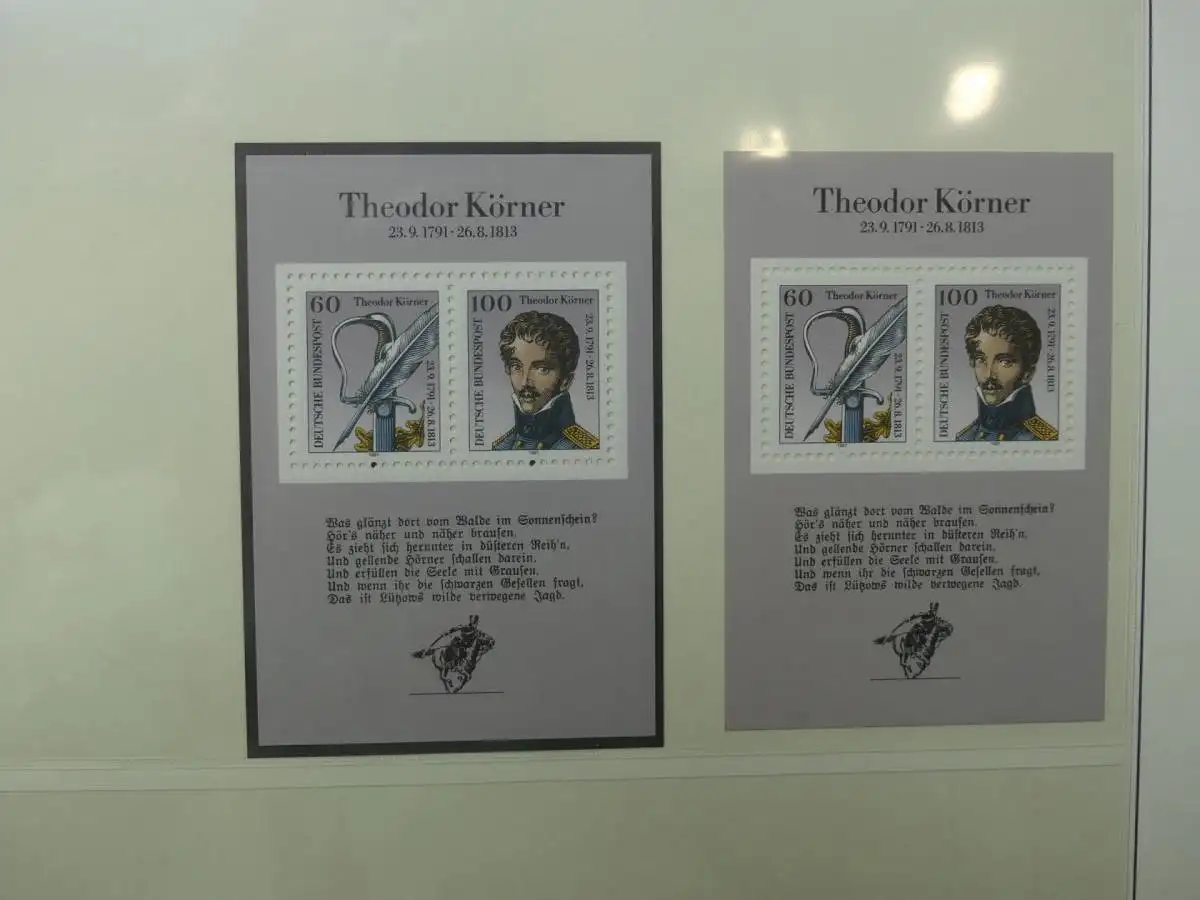 Theodor Körner
23.9.1791 - 26.8.1813
60 Theodor Körner
DEUTSCHE BUNDESPOST
23.9.1791 - 26.8.1813
100 Theodor Körner
DEUTSCHE BUNDESPOST
23.9.1791 - 26.8.1813
Was glänzt dort vom Walde im Sonnenſchein?
Hör's näher und näher brauſen.
Es zieht ſich herunter in düſteren Reih'n,
Und gellende Hörner ſchallen darein,
Und erfüllen die Seele mit Grauſen.
Und wenn ihr die ſchwarzen Geſellen fragt,
Das iſt Lützows wilde verwegene Jagd.
Theodor Körner
23.9.1791 - 26.8.1813
60 Theodor Körner
DEUTSCHE BUNDESPOST
23.9.1791 - 26.8.1813
100 Theodor Körner
DEUTSCHE BUNDESPOST
23.9.1791 - 26.8.1813
Was glänzt dort vom Walde im Sonnenſchein?
Hör's näher und näher brauſen.
Es zieht ſich herunter in düſteren Reih'n,
Und gellende Hörner ſchallen darein,
Und erfüllen die Seele mit Grauſen.
Und wenn ihr die ſchwarzen Geſellen fragt,
Das iſt Lützows wilde verwegene Jagd.